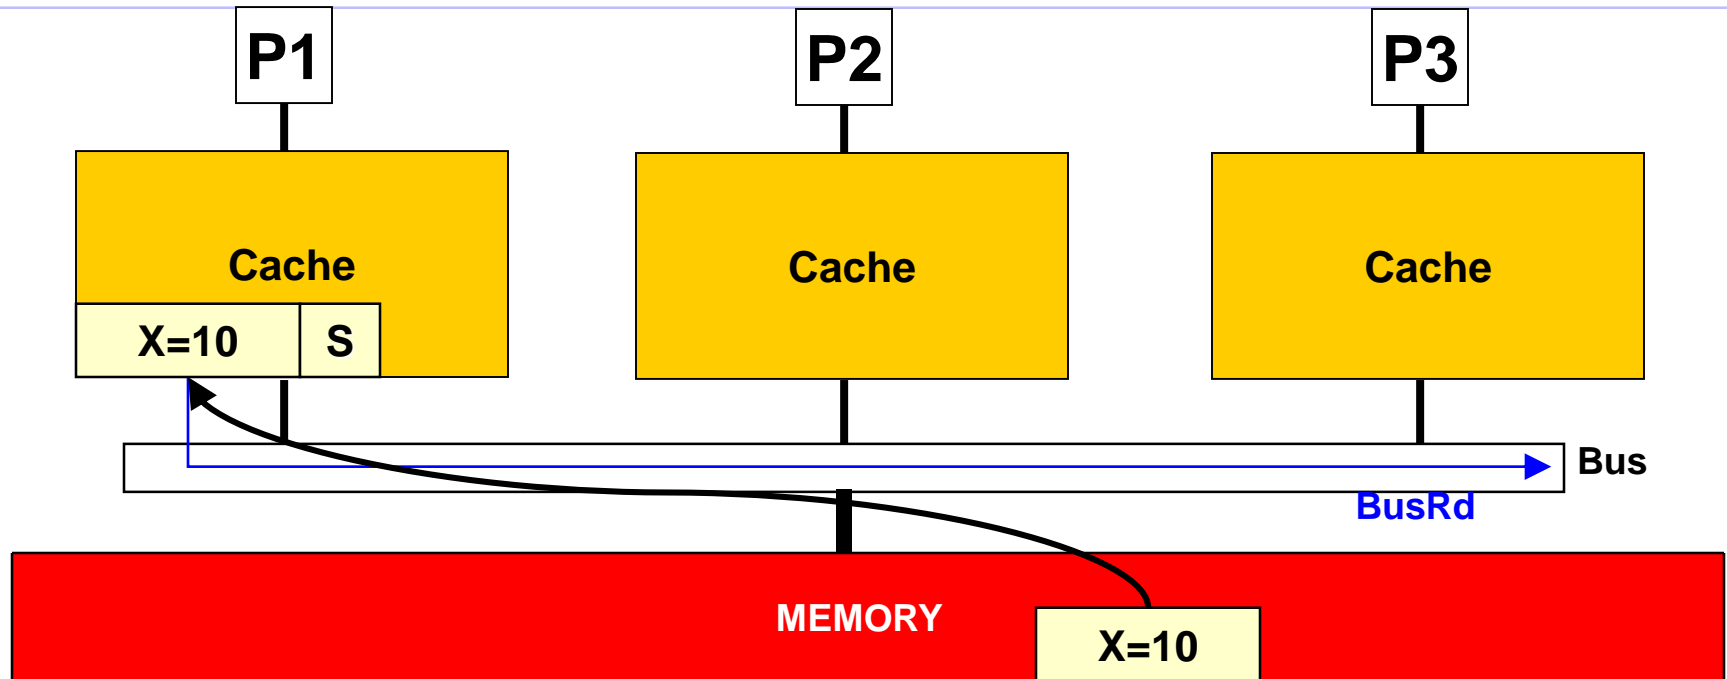 P1
P2
P3
Cache
Cache
Cache
X=10
S
Bus
BusRd
MEMORY
X=10